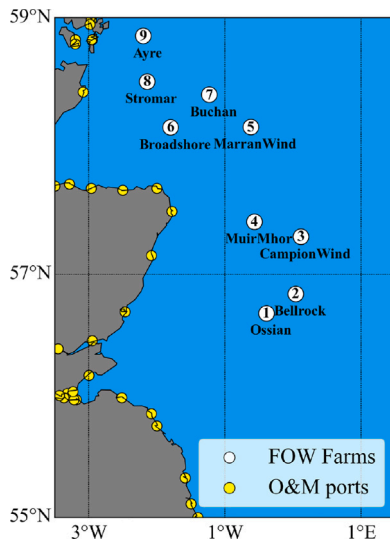 59°N
9
Ayre
8
Stromar
7
Buchan
6
Broadshore
5
MarranWind
4
MuirMhor
3
CampionWind
57°N
2
Bellrock
1
Ossian
FOW Farms
O&M ports
55°N
3°W
1°W
1°E